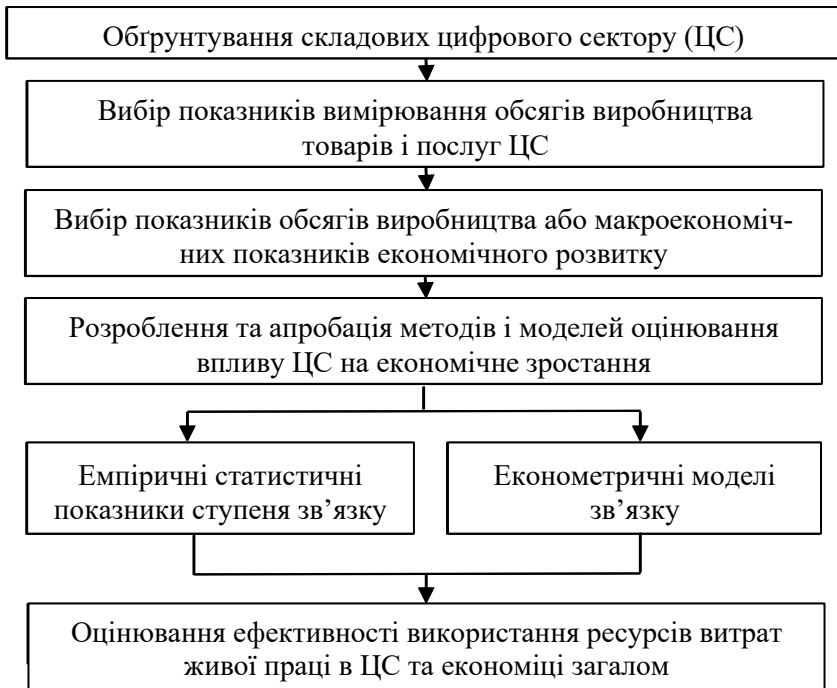 Обґрунтування складових цифрового сектору (ЦС)
Вибір показників вимірювання обсягів виробництва
товарів і послуг ЦС
Вибір показників обсягів виробництва або макроекономіч-
них показників економічного розвитку
Розроблення та апробація методів і моделей оцінювання
впливу ЦС на економічне зростання
Емпіричні статистичні
показники ступеня зв’язку
Економетричні моделі
зв’язку
Оцінювання ефективності використання ресурсів витрат
живої праці в ЦС та економіці загалом